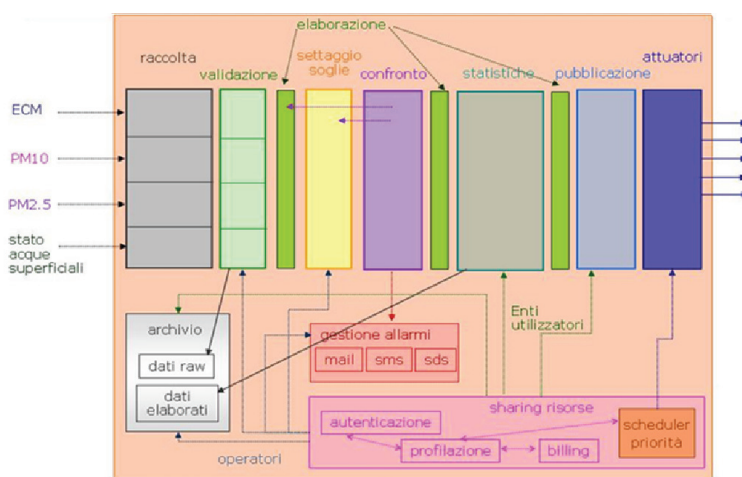 elaborazione
raccolta
validazione
settaggio
soglie
confronto
statistiche
pubblicazione
attuatori
ECM
PM10
PM2.5
stato
acque
superficiali
archivio
dati raw
dati
elaborati
gestione allarmi
mail
sms
sds
Enti
utilizzatori
sharing risorse
autenticazione
profilazione
billing
scheduler
priorità
operatori